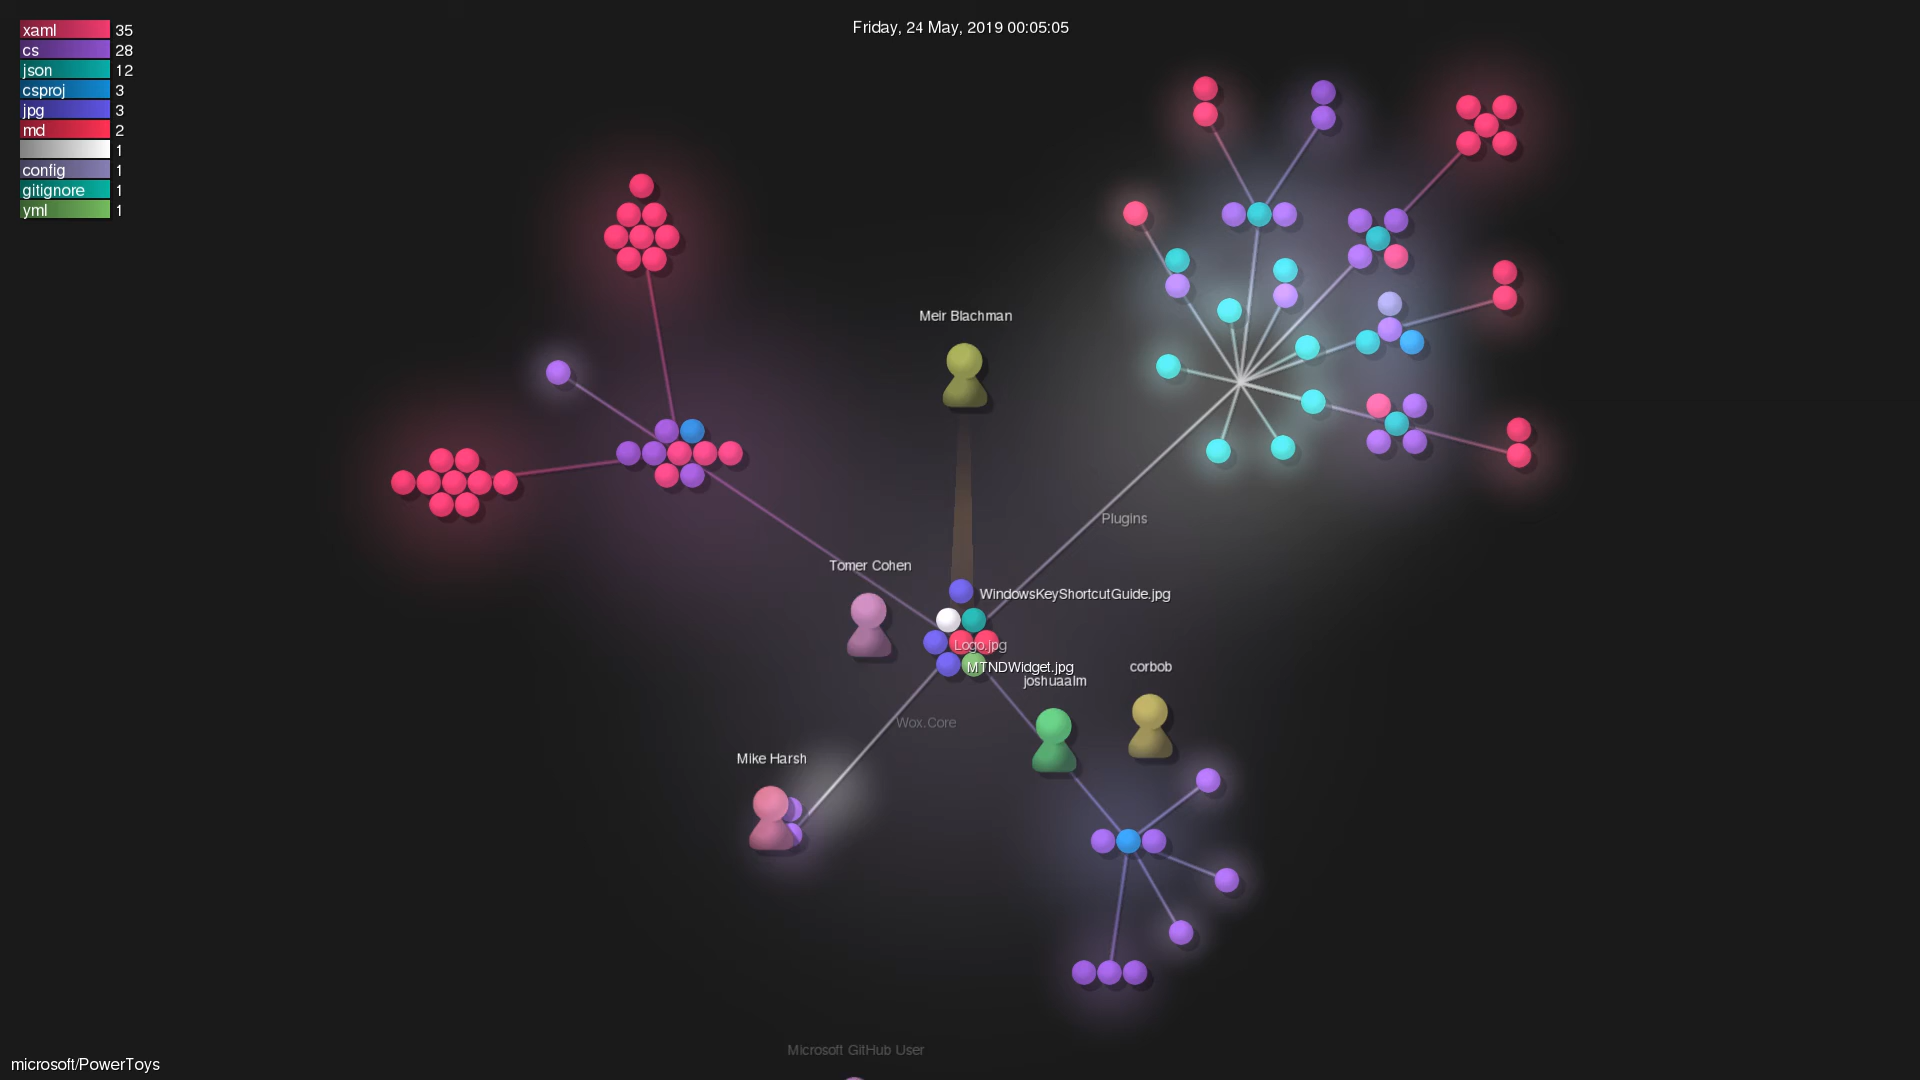 Friday, 24 May, 2019 00:05:05
xaml 35
cs 28
json 12
csproj 3
jpg 3
md 2
1
config 1
gitignore 1
yml 1
Meir Blachman
Plugins
Tomer Cohen
WindowsKeyShortcutGuide.jpg
Logo.jpg
MTNDWidget.jpg
corbob
joshuaalm
Wox.Core
Mike Harsh
Microsoft GitHub User
microsoft/PowerToys